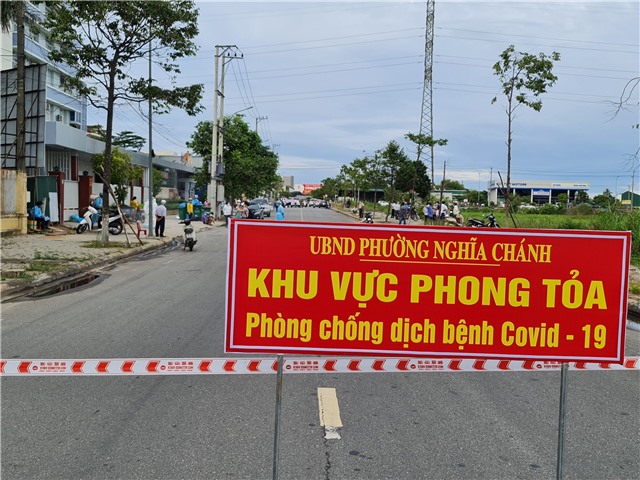 UBND PHƯỜNG NGHĨA CHÁNH
KHU VỰC PHONG TỎA
Phòng chống dịch bệnh Covid - 19